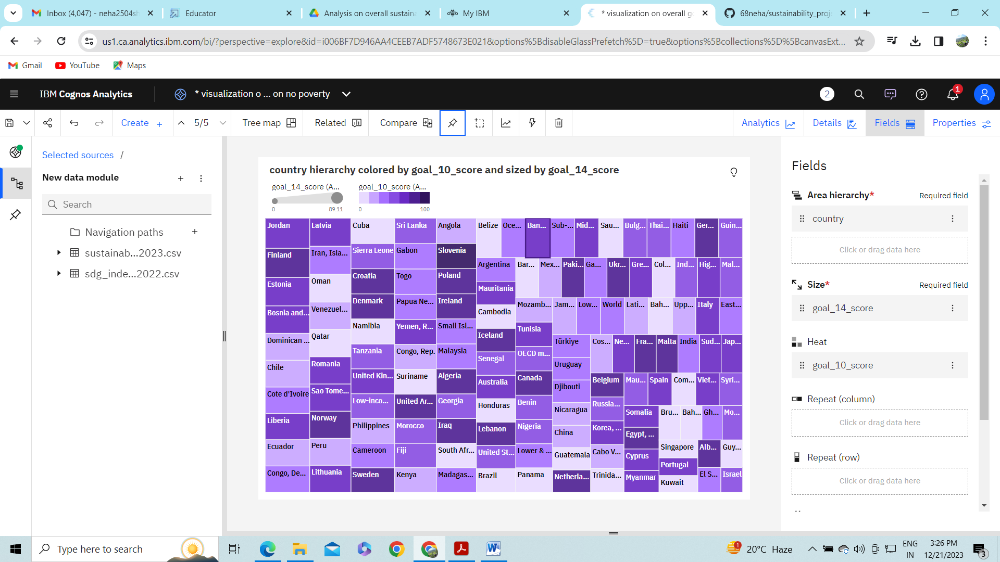 Inbox (4,047) - neha2504sh
Educator
Analysis on overall sustaina
My IBM
* visualization on overall go
68neha/sustainability_proje
us1.ca.analytics.ibm.com/bi/?perspective=explore&id=i006BF7D946AA4CEEB7ADF5748673E021&options%5BdisableGlassPrefetch%5D=true&options%5Bcollections%5D%5BcanvasExt...
Gmail
YouTube
Maps
IBM Cognos Analytics
* visualization o ... on no poverty
2
1
Create
5/5
Tree map
Related
Compare
Analytics
Details
Fields
Properties
Selected sources /
New data module
Search
Navigation paths
sustainab...2023.csv
sdg_inde...2022.csv
country hierarchy colored by goal_10_score and sized by goal_14_score
goal_14_score (A...
goal_10_score (A...
0 89.11
0 100
Jordan
Finland
Estonia
Bosnia and...
Dominican ...
Chile
Cote d'Ivoire
Liberia
Ecuador
Congo, De...
Latvia
Iran, Isla...
Oman
Venezuel...
Qatar
Romania
Sao Tome...
Norway
Peru
Lithuania
Cuba
Sierra Leone
Croatia
Denmark
Namibia
Tanzania
United Kin...
Low-inco...
Philippines
Cameroon
Sweden
Sri Lanka
Gabon
Togo
Papua Ne...
Yemen, R...
Congo, Rep.
Suriname
United Ar...
Morocco
Fiji
Kenya
Angola
Slovenia
Poland
Ireland
Small Isl...
Malaysia
Algeria
Georgia
Iraq
South Afr...
Madagas...
Belize
Oce...
Ban...
Sub-...
Mid...
Sau...
Bulg...
Thai...
Haiti
Ger...
Guin...
Argentina
Mauritania
Cambodia
Iceland
Senegal
Australia
Honduras
Lebanon
United St...
Brazil
Bar...
Mex...
Paki...
Ga...
Ukr...
Gre...
Col...
Ind...
Hig...
Mal...
Mozamb...
Tunisia
OECD m...
Canada
Benin
Nigeria
Lower & ...
Panama
Jam...
Low...
World
Lati...
Bah...
Upp...
Italy
East...
Türkiye
Uruguay
Djibouti
Nicaragua
China
Guatemala
Netherla...
Cos...
Ne...
Fra...
Malta
India
Sud...
Jap...
Belgium
Russia...
Korea, ...
Cabo V...
Trinida...
Mau...
Spain
Com...
Viet...
Syri...
Somalia
Egypt, ...
Cyprus
Myanmar
Bru...
Bah...
Gh...
Mo...
Singapore
Portugal
Kuwait
Alb...
Guy...
El S...
Israel
Fields
Area hierarchy* Required field
country
Click or drag data here
Size* Required field
goal_14_score
Heat
goal_10_score
Repeat (column)
Click or drag data here
Repeat (row)
Click or drag data here
Type here to search
1
20°C Haze
ENG
IN
3:26 PM
12/21/2023
3